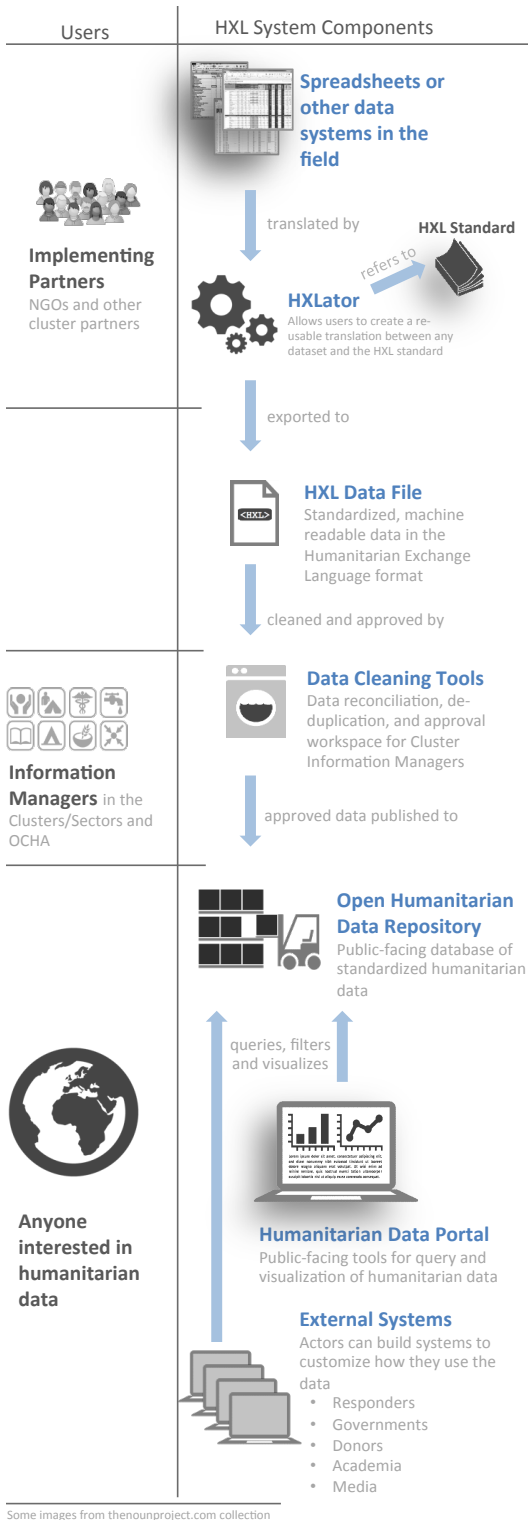 Users
HXL System Components
Spreadsheets or
other data
systems in the
field
translated by
Implementing
Partners
NGOs and other
cluster partners
HXLator
Allows users to create a re-
usable translation between any
dataset and the HXL standard
refers to
HXL Standard
exported to
<HXL>
HXL Data File
Standardized, machine
readable data in the
Humanitarian Exchange
Language format
cleaned and approved by
Information
Managers in the
Clusters/Sectors and
OCHA
Data Cleaning Tools
Data reconciliation, de-
duplication, and approval
workspace for Cluster
Information Managers
approved data published to
Open Humanitarian
Data Repository
Public-facing database of
standardized humanitarian
data
queries, filters
and visualizes
Anyone
interested in
humanitarian
data
Humanitarian Data Portal
Public-facing tools for query and
visualization of humanitarian data
External Systems
Actors can build systems to
customize how they use the
data
• Responders
• Governments
• Donors
• Academia
• Media
Some images from thenounproject.com collection